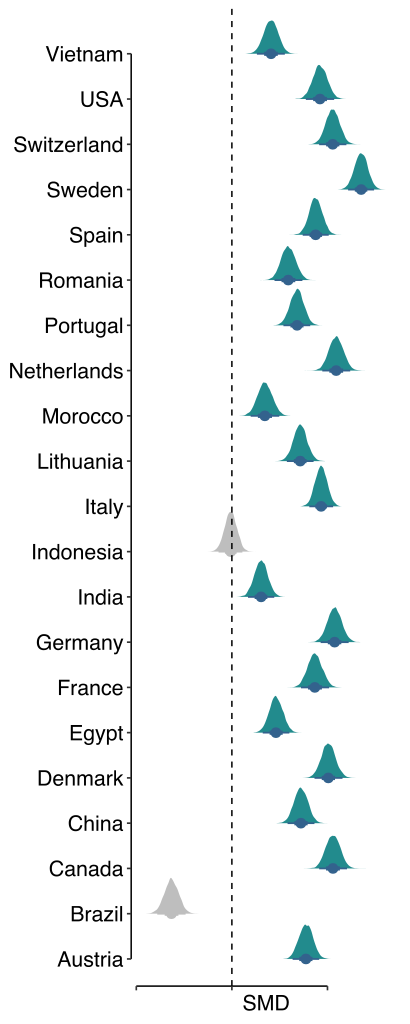 Vietnam
USA
Switzerland
Sweden
Spain
Romania
Portugal
Netherlands
Morocco
Lithuania
Italy
Indonesia
India
Germany
France
Egypt
Denmark
China
Canada
Brazil
Austria
SMD